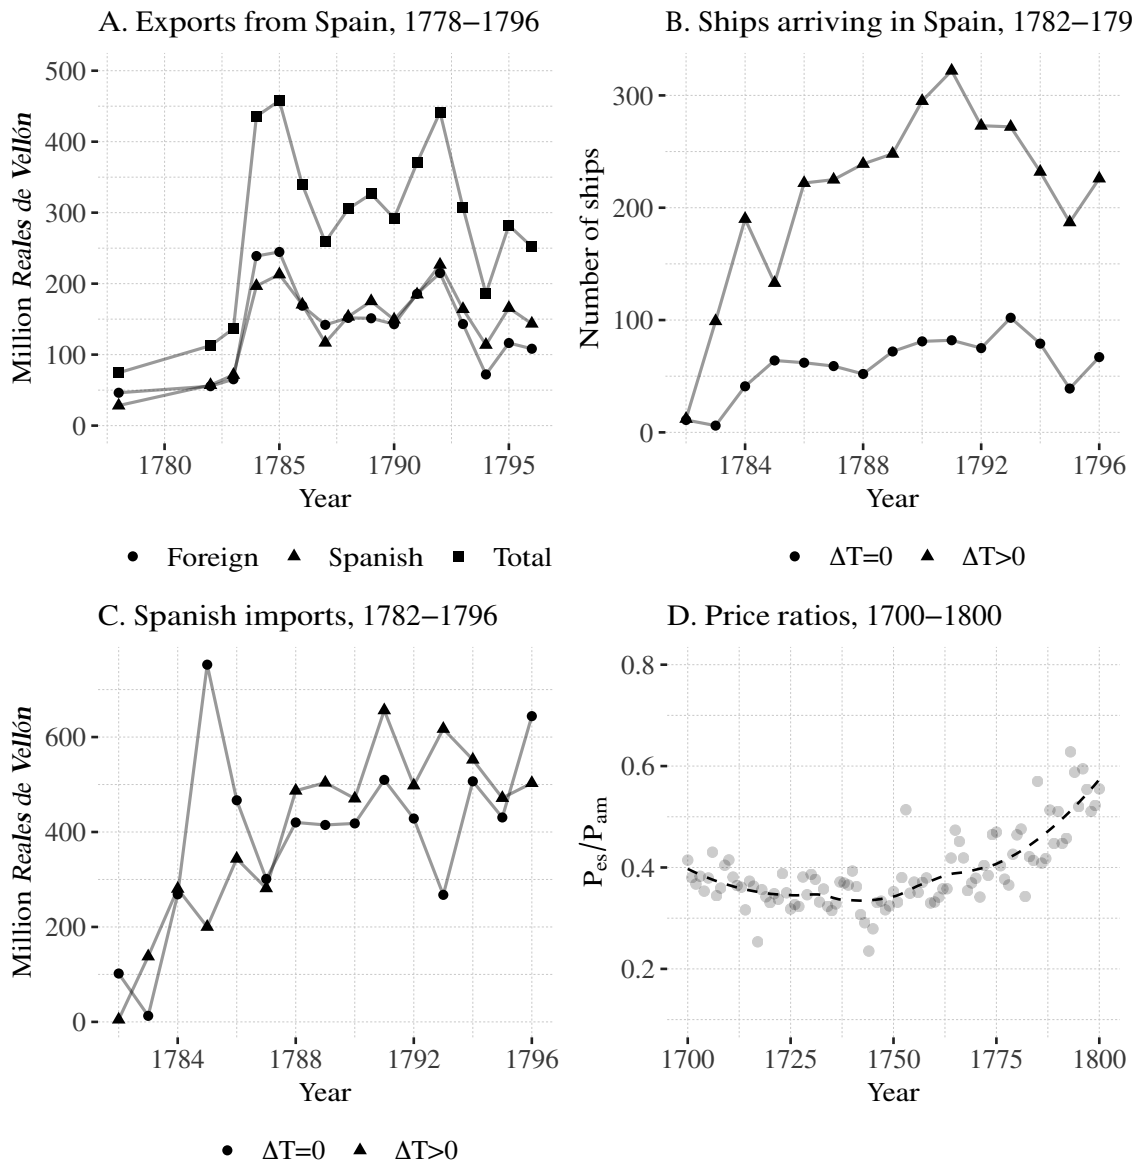 A. Exports from Spain, 1778−1796
Million Reales de Vellón
500
400
300
200
100
0
1780 1785 1790 1795
Year
Foreign Spanish Total
B. Ships arriving in Spain, 1782−179
Number of ships
300
200
100
0
1784 1788 1792 1796
Year
ΔT=0 ΔT>0
C. Spanish imports, 1782−1796
Million Reales de Vellón
600
400
200
0
1784 1788 1792 1796
Year
ΔT=0 ΔT>0
D. Price ratios, 1700−1800
Pes/Pam
0.8
0.6
0.4
0.2
1700 1725 1750 1775 1800
Year